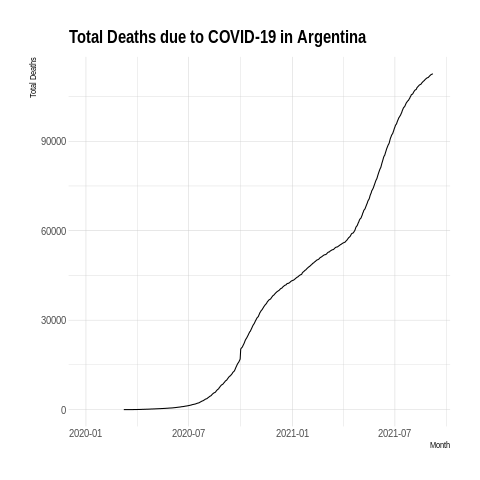 Total Deaths due to COVID-19 in Argentina
Total Deaths
90000
60000
30000
0
2020-01 2020-07 2021-01 2021-07
Month